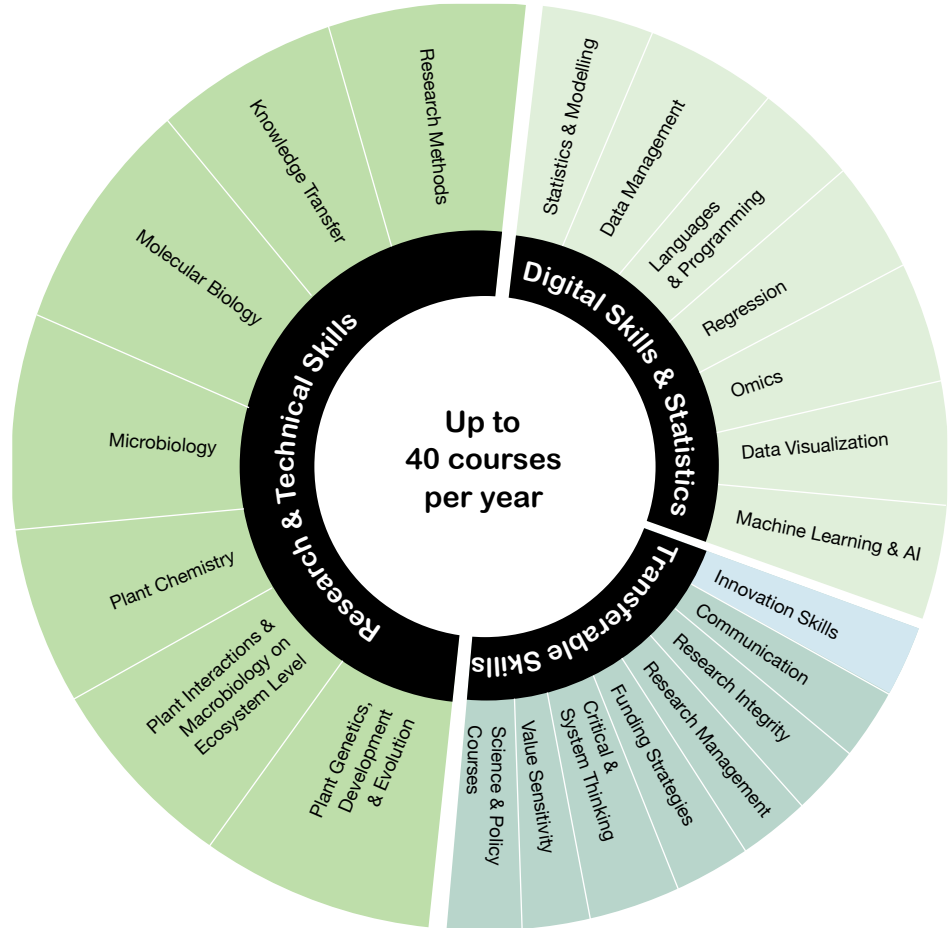 Up to
40 courses
per year
Digital Skills & Statistics
Statistics & Modelling
Data Management
Languages
& Programming
Regression
Omics
Data Visualization
Machine Learning & AI
Transferable Skills
Innovation Skills
Communication
Research Integrity
Research Management
Funding Strategies
Critical &
System Thinking
Value Sensitivity
Science & Policy
Courses
Research & Technical Skills
Plant Genetics,
Development
& Evolution
Plant Interactions &
Macrobiology on
Ecosystem Level
Plant Chemistry
Microbiology
Molecular Biology
Knowledge Transfer
Research Methods